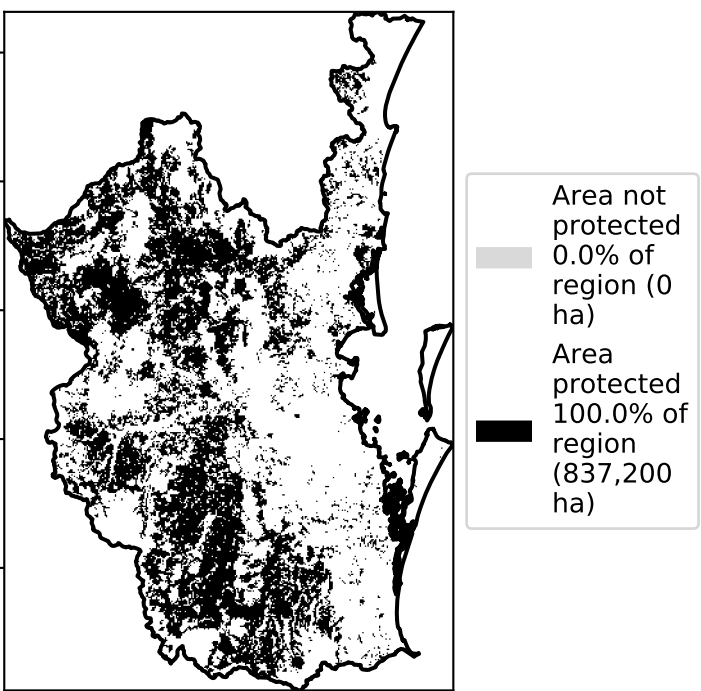 Area not
protected
0.0% of
region (0
ha)
Area
protected
100.0% of
region
(837,200
ha)